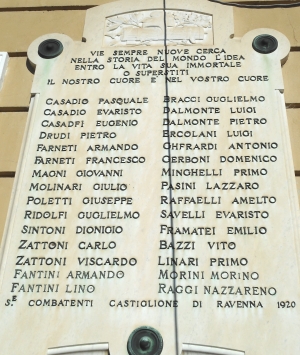 VIE SEMPRE NUOVE CERCA
NELLA STORIA DEL MONDO L'IDEA
ENTRO LA VITA SUA IMMORTALE
O SUPERSTITI
IL NOSTRO CUORE E' NEL VOSTRO CUORE
CASADIO PASQUALE
CASADIO EVARISTO
CASADEI EUGENIO
DRUDI PIETRO
FARNETI ARMANDO
FARNETI FRANCESCO
MAGNI GIOVANNI
MOLINARI GIULIO
POLETTI GIUSEPPE
RIDOLFI GUGLIELMO
SINTONI DIONIGIO
ZATTONI CARLO
ZATTONI VISCARDO
FANTINI ARMANDO
FANTINI LINO
BRACCI GUGLIELMO
DALMONTE LUIGI
DALMONTE PIETRO
ERCOLANI LUIGI
GHFRARDI ANTONIO
GERBONI DOMENICO
MINGHELLI PRIMO
PASINI LAZZARO
RAFFAELLI AMELTO
SAVELLI EVARISTO
FRAMATEI EMILIO
BAZZI VITO
LINARI PRIMO
MORINI MORINO
RAGGI NAZZARENO
S.E COMBATENTI CASTIGLIONE DI RAVENNA 1920